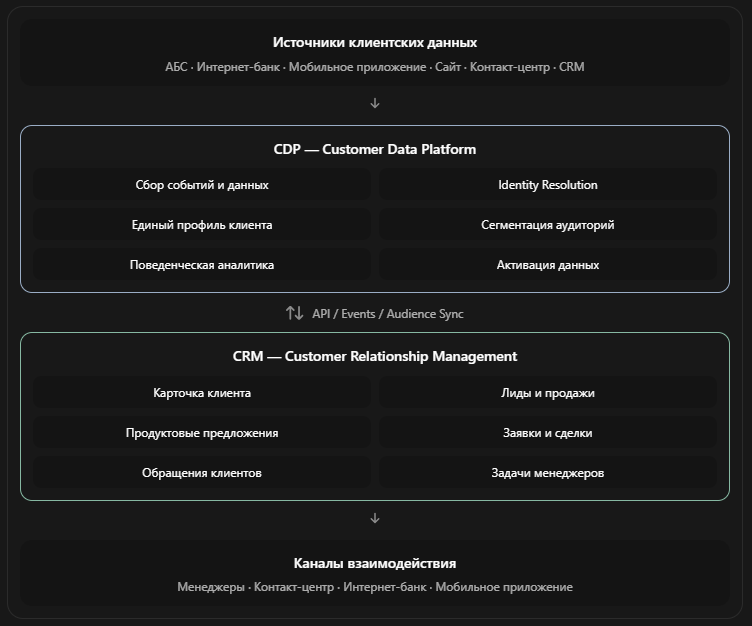 Источники клиентских данных
АБС · Интернет-банк · Мобильное приложение · Сайт · Контакт-центр · CRM
CDP — Customer Data Platform
Сбор событий и данных
Identity Resolution
Единый профиль клиента
Сегментация аудиторий
Поведенческая аналитика
Активация данных
API / Events / Audience Sync
CRM — Customer Relationship Management
Карточка клиента
Лиды и продажи
Продуктовые предложения
Заявки и сделки
Обращения клиентов
Задачи менеджеров
Каналы взаимодействия
Менеджеры · Контакт-центр · Интернет-банк · Мобильное приложение